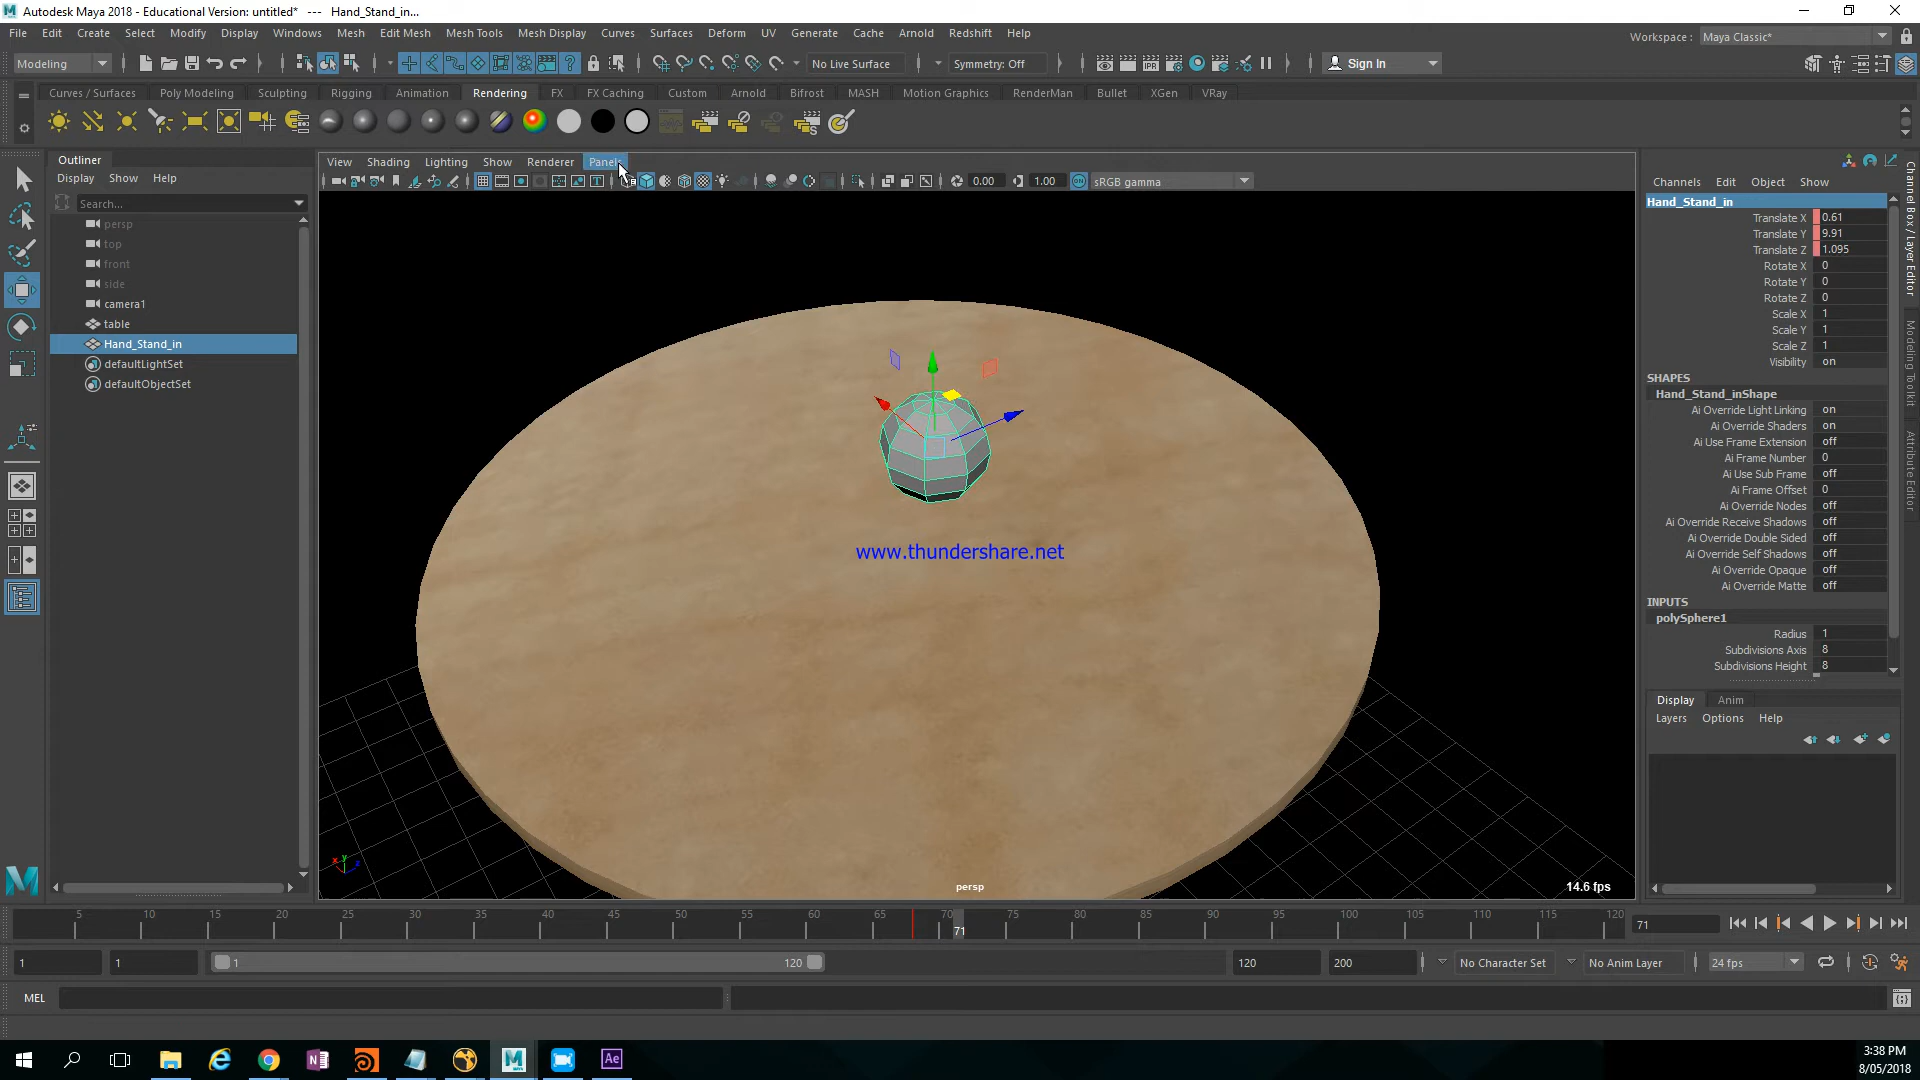 Autodesk Maya 2018 - Educational Version: untitled* --- Hand_Stand_in...
File Edit Create Select Modify Display Windows Mesh Edit Mesh Mesh Tools Mesh Display Curves Surfaces Deform UV Generate Cache Arnold Redshift Help
Workspace : Maya Classic*
Modeling No Live Surface Symmetry: Off Sign In
Curves / Surfaces Poly Modeling Sculpting Rigging Animation Rendering FX FX Caching Custom Arnold Bifrost MASH Motion Graphics RenderMan Bullet XGen VRay
Outliner
Display Show Help
Search...
persp
top
front
side
camera1
table
Hand_Stand_in
defaultLightSet
defaultObjectSet
View Shading Lighting Show Renderer Panels
0.00 1.00 sRGB gamma
www.thundershare.net
persp
14.6 fps
Channels Edit Object Show
Hand_Stand_in
Translate X 0.61
Translate Y 9.91
Translate Z 1.095
Rotate X 0
Rotate Y 0
Rotate Z 0
Scale X 1
Scale Y 1
Scale Z 1
Visibility on
SHAPES
Hand_Stand_inShape
Ai Override Light Linking on
Ai Override Shaders on
Ai Use Frame Extension off
Ai Frame Number 0
Ai Use Sub Frame off
Ai Frame Offset 0
Ai Override Nodes off
Ai Override Receive Shadows off
Ai Override Double Sided off
Ai Override Self Shadows off
Ai Override Opaque off
Ai Override Matte off
INPUTS
polySphere1
Radius 1
Subdivisions Axis 8
Subdivisions Height 8
Display Anim
Layers Options Help
Channel Box / Layer Editor
Modeling Toolkit
Attribute Editor
5 10 15 20 25 30 35 40 45 50 55 60 65 70 75 80 85 90 95 100 105 110 115 120
71
71
1 1 1 120 120 200 No Character Set No Anim Layer 24 fps
MEL
3:38 PM
8/05/2018